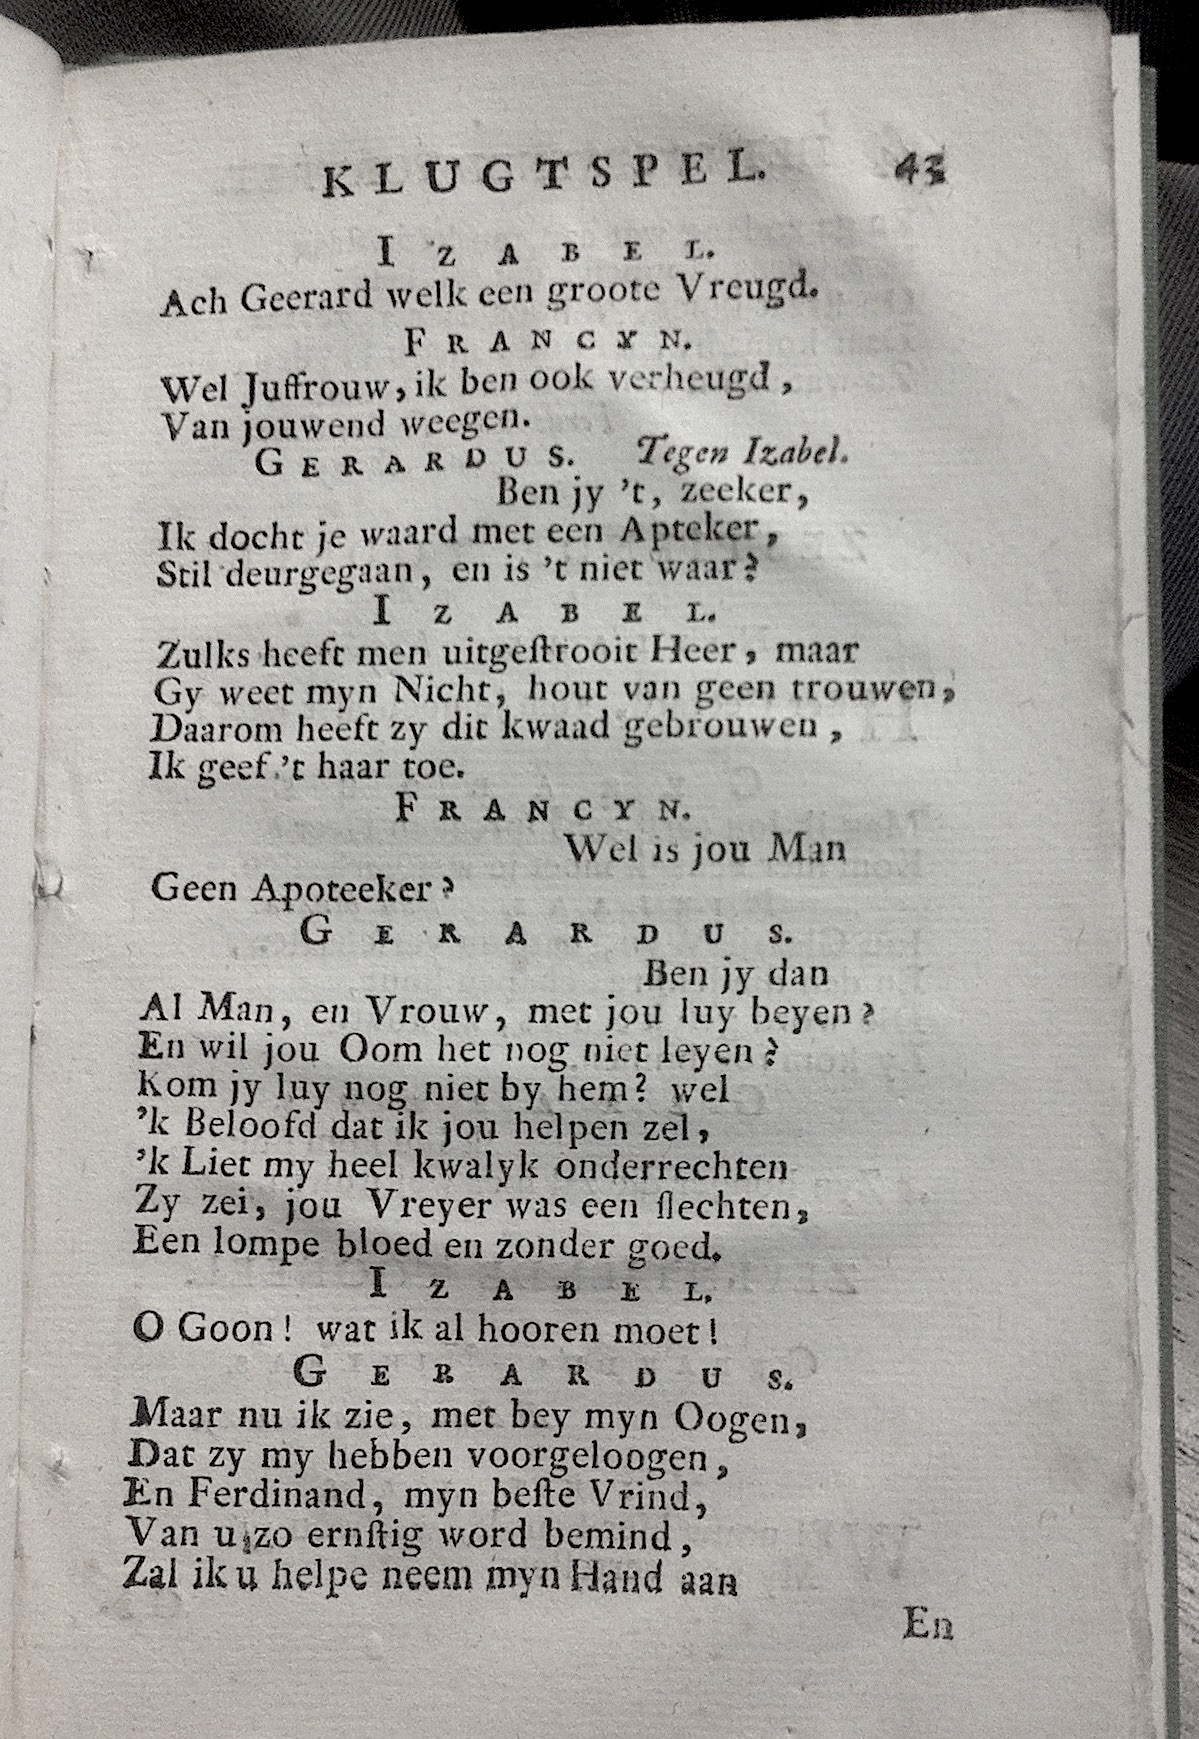 KLUGTSPEL. 43
IZABEL.
Ach Geerard welk een groote Vreugd.
FRANCYN.
Wel Juffrouw, ik ben ook verheugd,
Van jouwend weegen.
GERARDUS. Tegen Izabel.
Ben jy 't, zeeker,
Ik docht je waard met een Apteker,
Stil deurgegaan, en is 't niet waar?
IZABEL.
Zulks heeft men uitgeſtrooit Heer, maar
Gy weet myn Nicht, hout van geen trouwen,
Daarom heeft zy dit kwaad gebrouwen,
Ik geef 't haar toe.
FRANCYN.
Wel is jou Man
Geen Apoteeker?
GERARDUS.
Ben jy dan
Al Man, en Vrouw, met jou luy beyen?
En wil jou Oom het nog niet leyen?
Kom jy luy nog niet by hem? wel
'k Beloofd dat ik jou helpen zel,
'k Liet my heel kwalyk onderrechten
Zy zei, jou Vreyer was een ſlechten,
Een lompe bloed en zonder goed.
IZABEL.
O Goon! wat ik al hooren moet!
GERARDUS.
Maar nu ik zie, met bey myn Oogen,
Dat zy my hebben voorgeloogen,
En Ferdinand, myn beſte Vrind,
Van u zo ernſtig word bemind,
Zal ik u helpe neem myn Hand aan
En